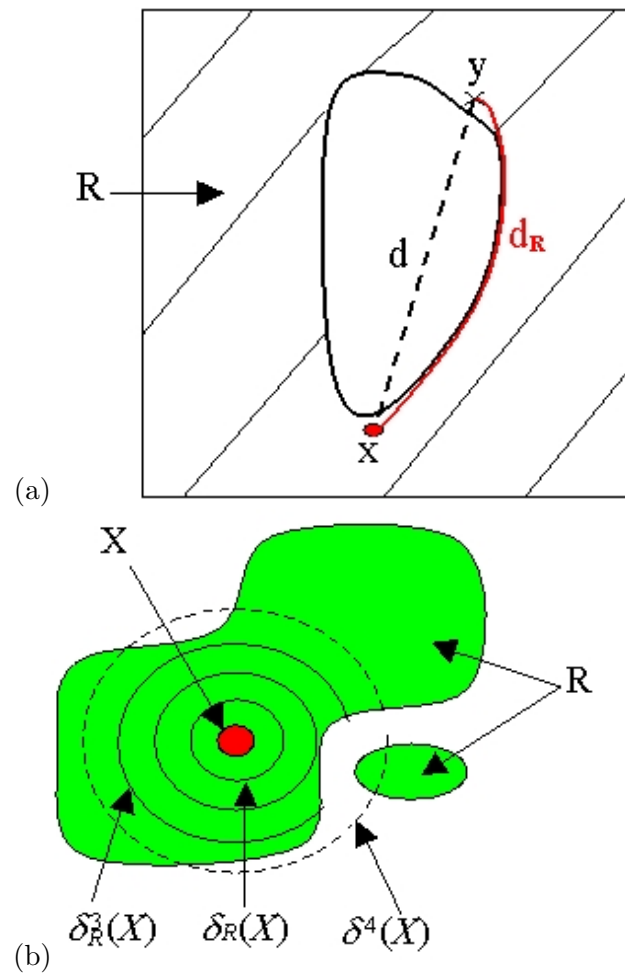 y
R
d
d_R
x
(a)
X
R
δ_R^3(X)
δ_R(X)
δ^4(X)
(b)